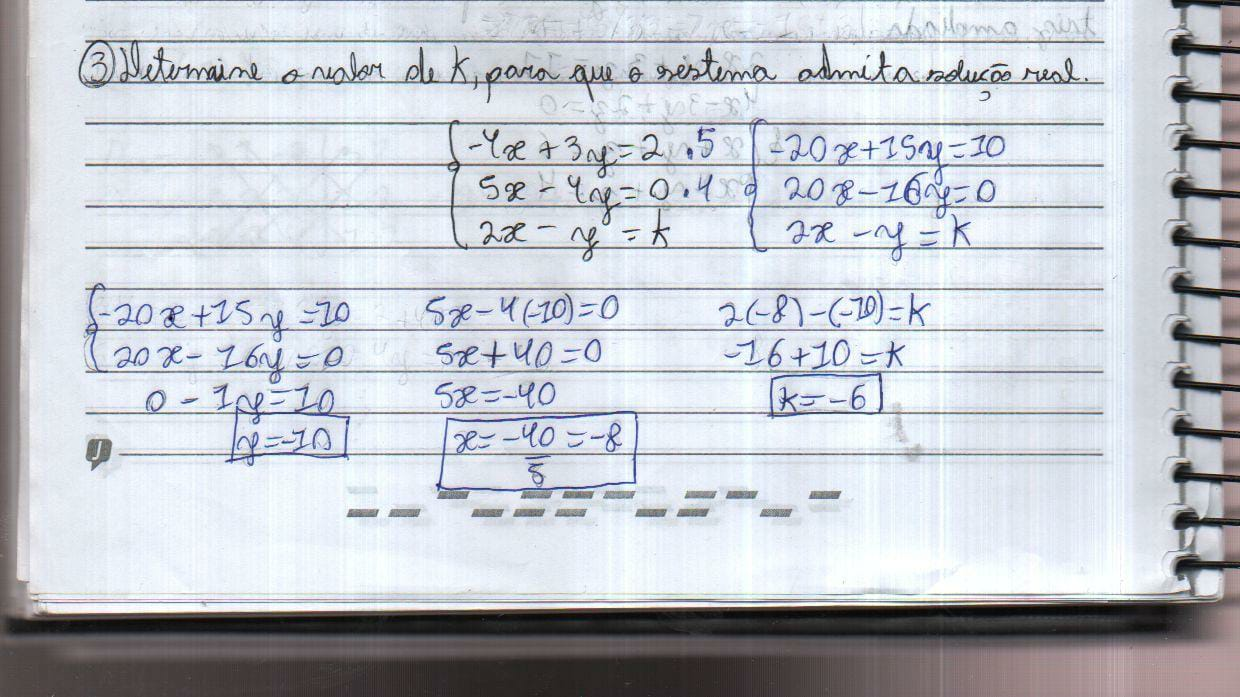 ③ Determine o valor de K, para que o sistema admita solução real.
-4x + 3y = 2 .5
5x - 4y = 0 .4
2x - y = k
-20x + 15y = 10
20x - 16y = 0
2x - y = K
-20x + 15y = 10
20x - 16y = 0
0 - 1y = 10
y = -10
5x - 4(-10) = 0
5x + 40 = 0
5x = -40
x = -40/5 = -8
2(-8) - (-10) = K
-16 + 10 = K
k = -6